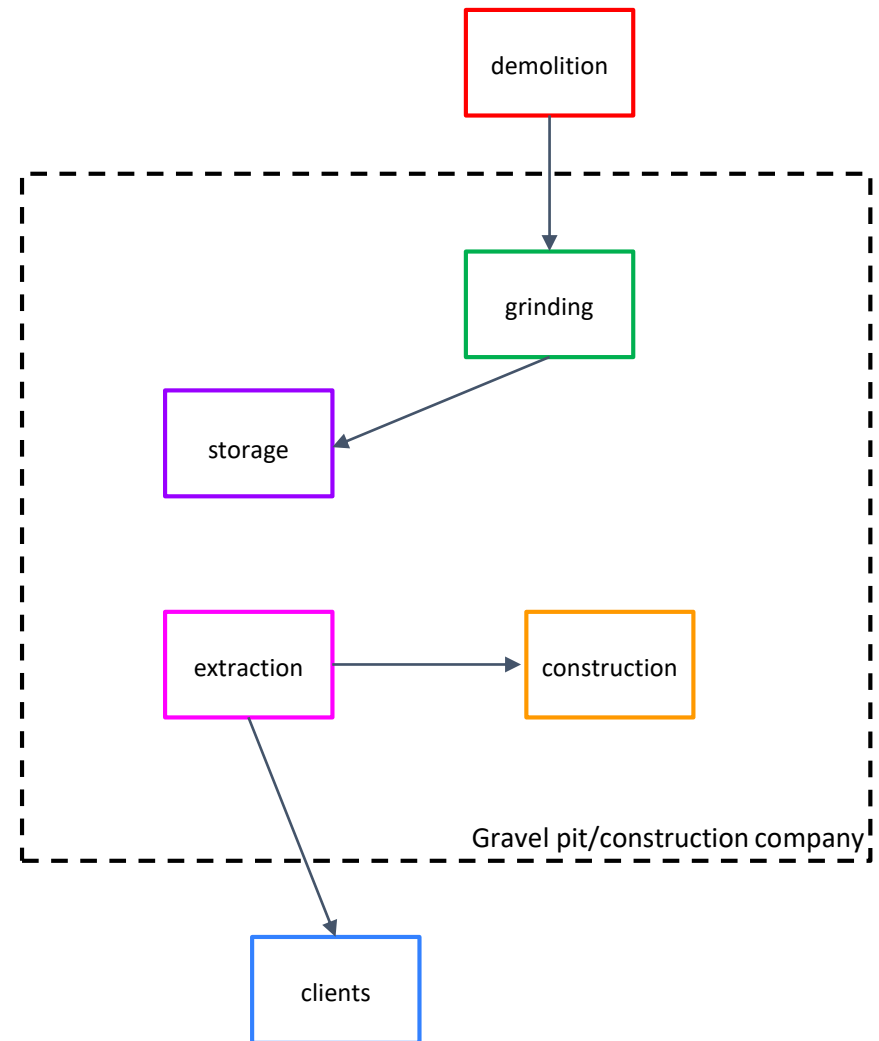 demolition
grinding
storage
extraction
construction
Gravel pit/construction company
clients